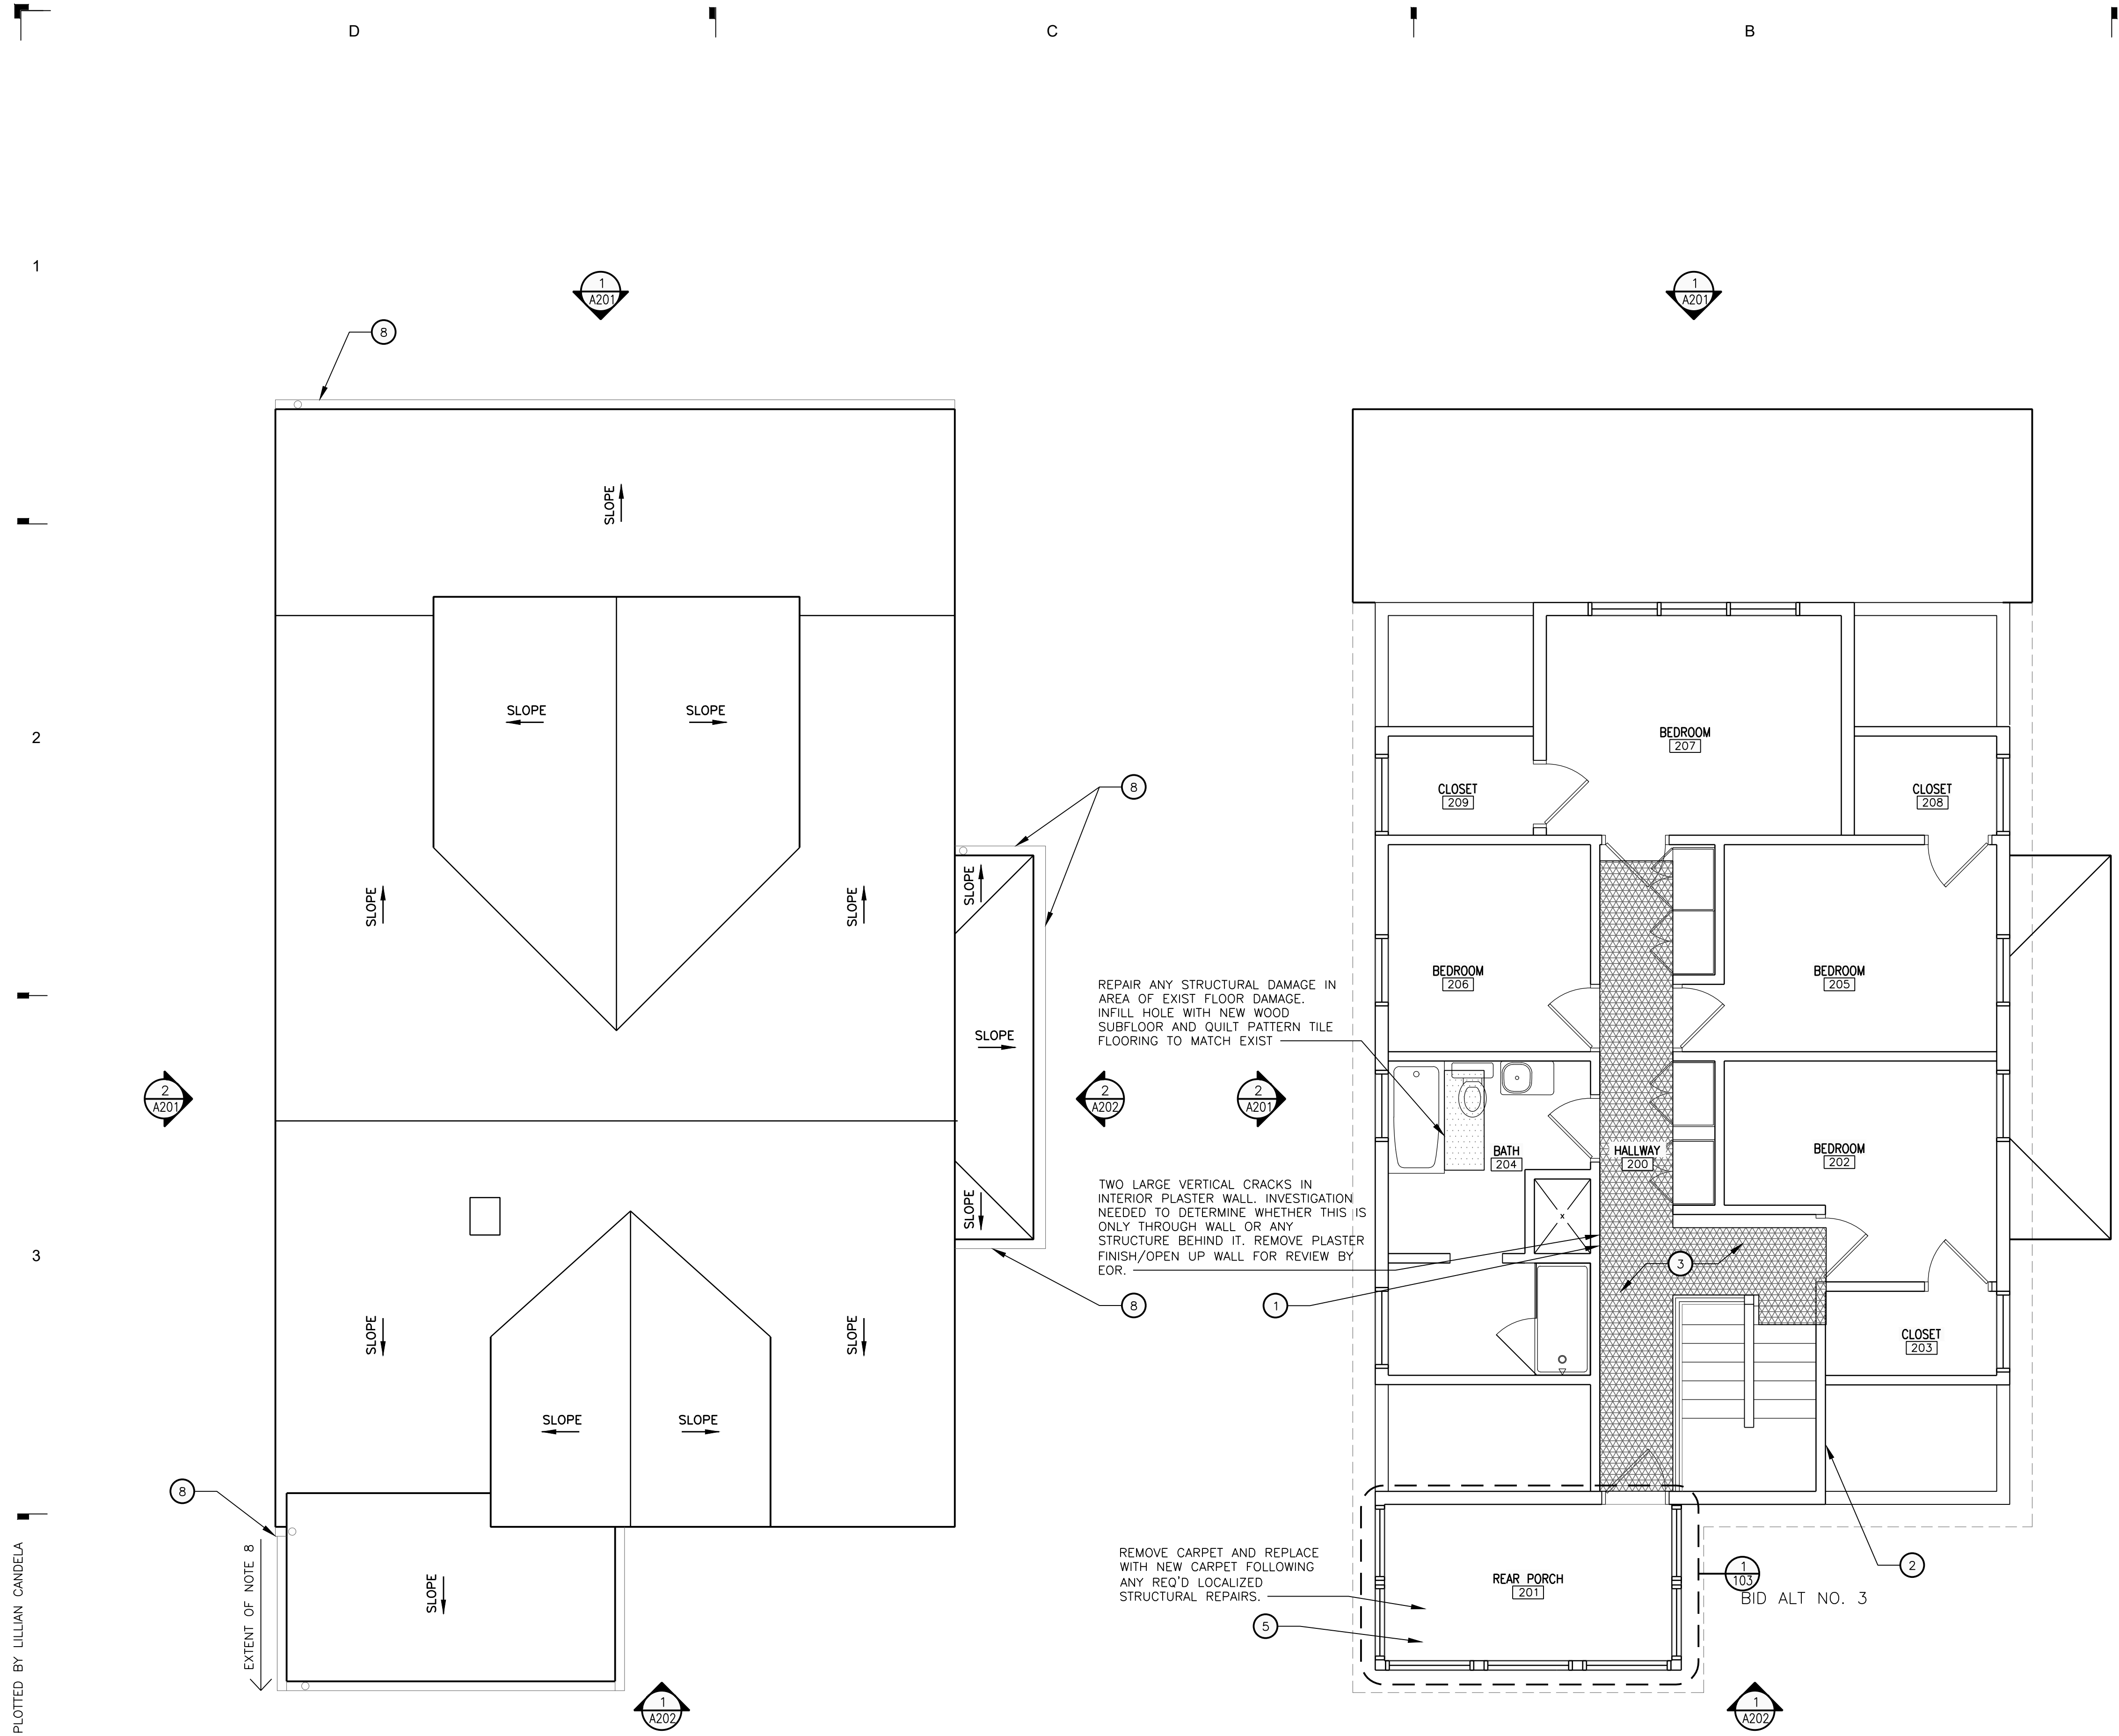 D
C
B
1
2
3
PLOTTED BY LILLIAN CANDELA
1
A201
8
SLOPE
SLOPE
SLOPE
SLOPE
SLOPE
8
SLOPE
SLOPE
SLOPE
2
A201
2
A202
SLOPE
SLOPE
SLOPE
SLOPE
8
8
EXTENT OF NOTE 8
SLOPE
1
A202
1
A201
BEDROOM
207
CLOSET
209
CLOSET
208
BEDROOM
206
BEDROOM
205
REPAIR ANY STRUCTURAL DAMAGE IN
AREA OF EXIST FLOOR DAMAGE.
INFILL HOLE WITH NEW WOOD
SUBFLOOR AND QUILT PATTERN TILE
FLOORING TO MATCH EXIST
2
A201
BATH
204
HALLWAY
200
BEDROOM
202
TWO LARGE VERTICAL CRACKS IN
INTERIOR PLASTER WALL. INVESTIGATION
NEEDED TO DETERMINE WHETHER THIS IS
ONLY THROUGH WALL OR ANY
STRUCTURE BEHIND IT. REMOVE PLASTER
FINISH/OPEN UP WALL FOR REVIEW BY
EOR.
x
3
1
CLOSET
203
REMOVE CARPET AND REPLACE
WITH NEW CARPET FOLLOWING
ANY REQ'D LOCALIZED
STRUCTURAL REPAIRS.
5
REAR PORCH
201
1
103
BID ALT NO. 3
2
1
A202